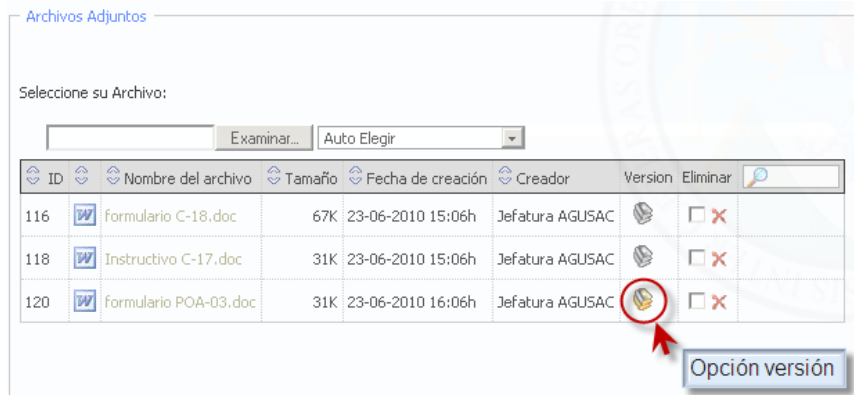 Archivos Adjuntos
Seleccione su Archivo:
Examinar... Auto Elegir
ID Nombre del archivo Tamaño Fecha de creación Creador Version Eliminar
116 formulario C-18.doc 67K 23-06-2010 15:06h Jefatura AGUSAC
118 Instructivo C-17.doc 31K 23-06-2010 15:06h Jefatura AGUSAC
120 formulario POA-03.doc 31K 23-06-2010 16:06h Jefatura AGUSAC
Opción versión